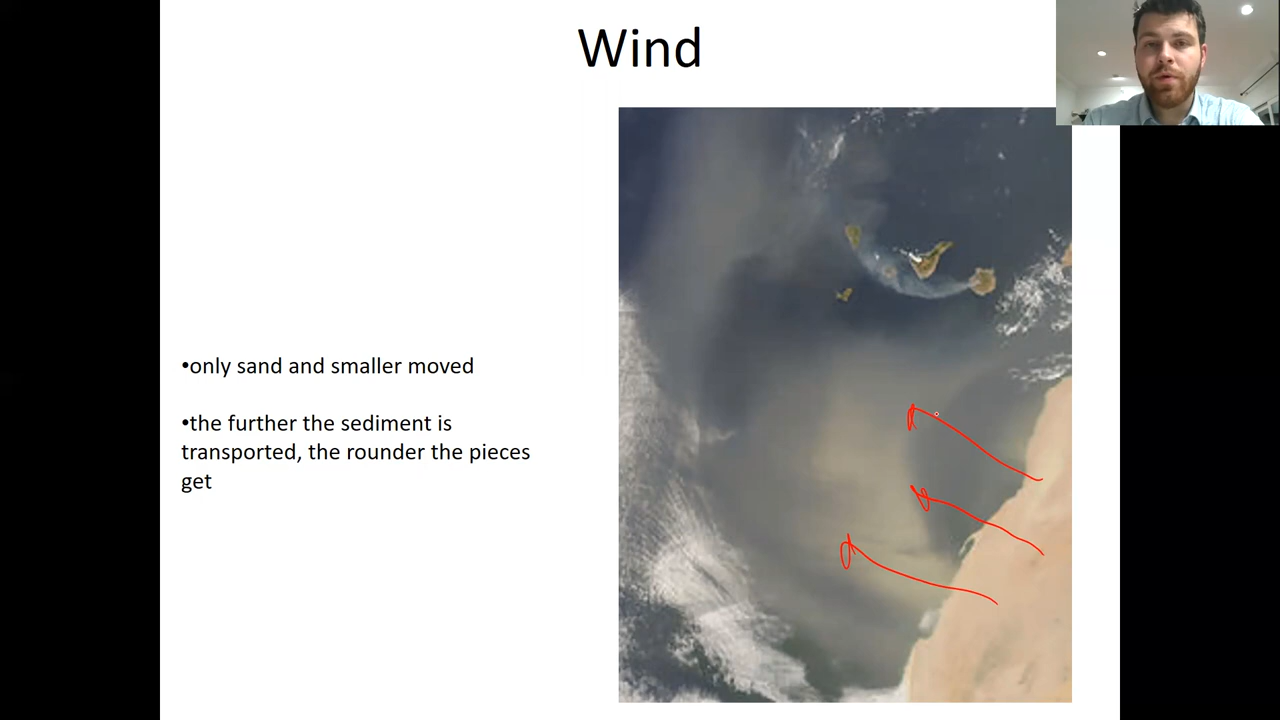 Wind
•only sand and smaller moved
•the further the sediment is
transported, the rounder the pieces
get